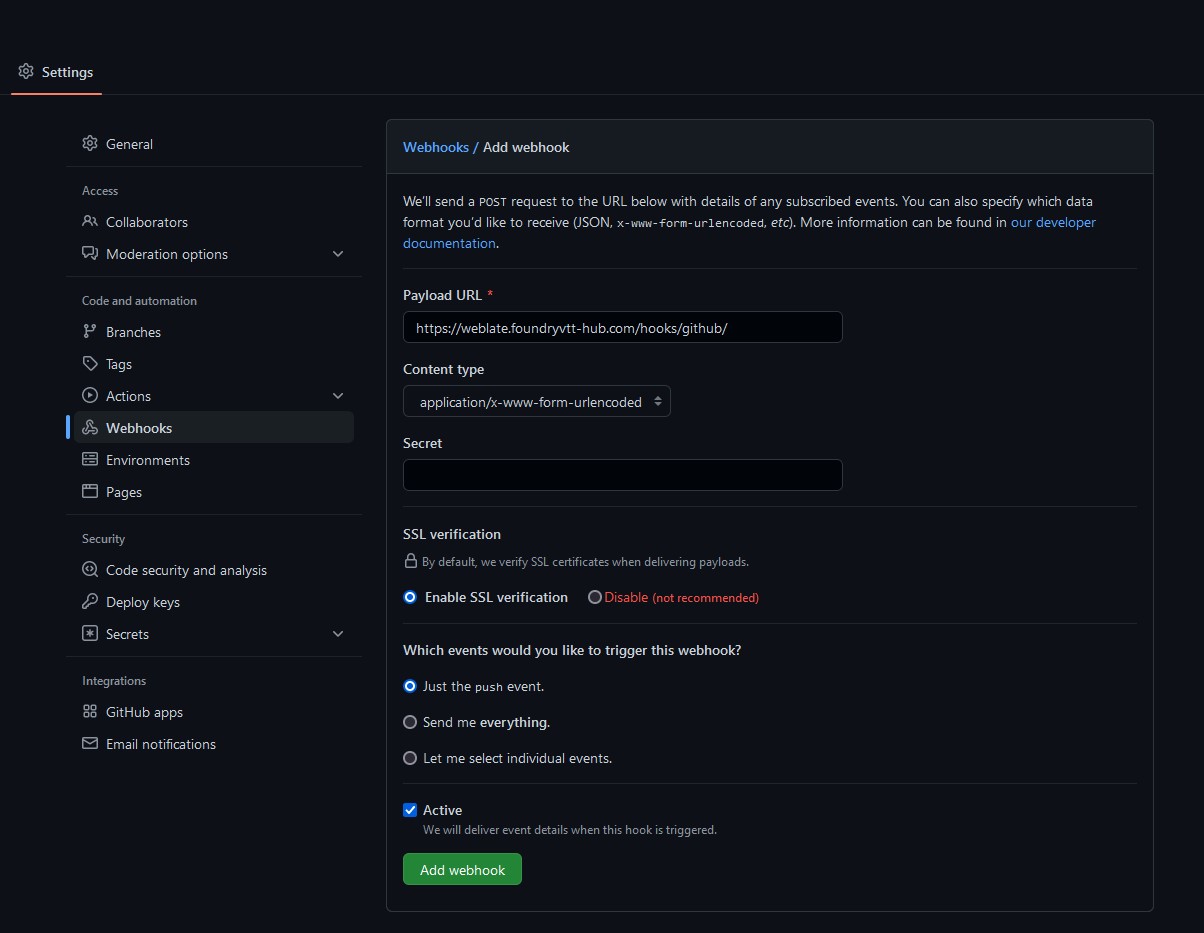 Settings
General
Access
Collaborators
Moderation options
Code and automation
Branches
Tags
Actions
Webhooks
Environments
Pages
Security
Code security and analysis
Deploy keys
Secrets
Integrations
GitHub apps
Email notifications
Webhooks / Add webhook
We'll send a POST request to the URL below with details of any subscribed events. You can also specify which data
format you'd like to receive (JSON, x-www-form-urlencoded, etc). More information can be found in our developer
documentation.
Payload URL *
https://weblate.foundryvtt-hub.com/hooks/github/
Content type
application/x-www-form-urlencoded
Secret
SSL verification
By default, we verify SSL certificates when delivering payloads.
Enable SSL verification Disable (not recommended)
Which events would you like to trigger this webhook?
Just the push event.
Send me everything.
Let me select individual events.
Active
We will deliver event details when this hook is triggered.
Add webhook